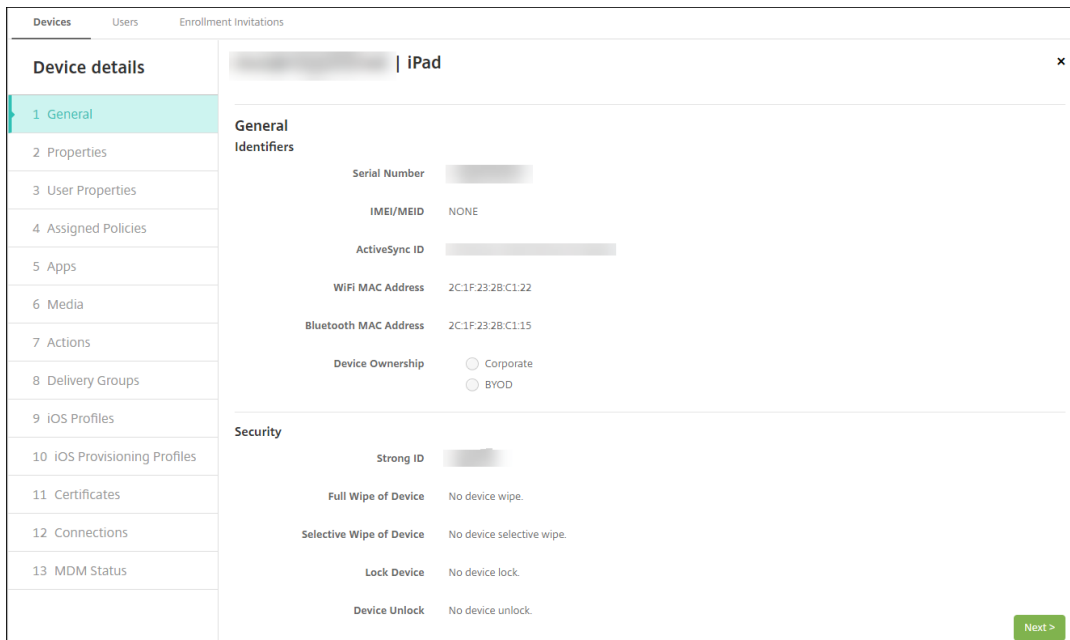 Devices Users Enrollment Invitations
Device details
1 General
2 Properties
3 User Properties
4 Assigned Policies
5 Apps
6 Media
7 Actions
8 Delivery Groups
9 iOS Profiles
10 iOS Provisioning Profiles
11 Certificates
12 Connections
13 MDM Status
| iPad
×
General
Identifiers
Serial Number
IMEI/MEID NONE
ActiveSync ID
WiFi MAC Address 2C:1F:23:2B:C1:22
Bluetooth MAC Address 2C:1F:23:2B:C1:15
Device Ownership Corporate
BYOD
Security
Strong ID
Full Wipe of Device No device wipe.
Selective Wipe of Device No device selective wipe.
Lock Device No device lock.
Device Unlock No device unlock.
Next >